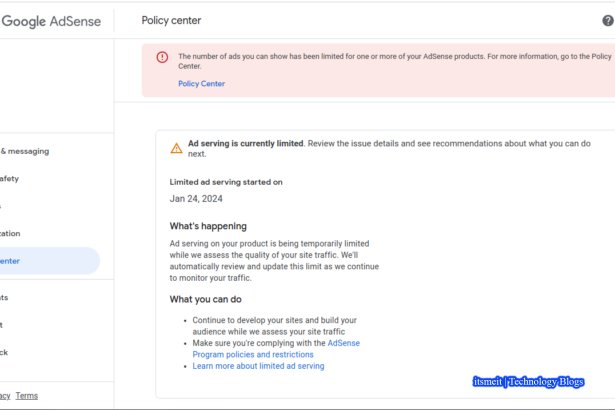 Google AdSense
Policy center
The number of ads you can show has been limited for one or more of your AdSense products. For more information, go to the Policy
Center.
Policy Center
Ad serving is currently limited. Review the issue details and see recommendations about what you can do
next.
& messaging
Limited ad serving started on
afety
Jan 24, 2024
s
What's happening
zation
Ad serving on your product is being temporarily limited
while we assess the quality of your site traffic. We'll
enter
automatically review and update this limit as we continue
to monitor your traffic.
nts
What you can do
t
• Continue to develop your sites and build your
audience while we assess your site traffic
• Make sure you're complying with the AdSense
ck
Program policies and restrictions
• Learn more about limited ad serving
itsmeit | Technology Blogs
acy Terms